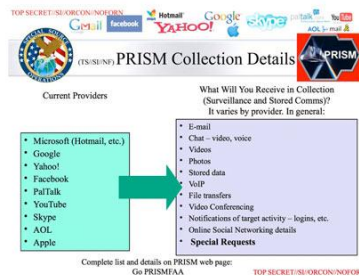 TOP SECRET//SI//ORCON//NOFORN
Gmail facebook Hotmail YAHOO! Google skype paltalk YouTube AOL mail
(TS//SI//NF) PRISM Collection Details
PRISM
Current Providers
What Will You Receive in Collection
(Surveillance and Stored Comms)?
It varies by provider. In general:
• Microsoft (Hotmail, etc.)
• Google
• Yahoo!
• Facebook
• PalTalk
• YouTube
• Skype
• AOL
• Apple
• E-mail
• Chat – video, voice
• Videos
• Photos
• Stored data
• VoIP
• File transfers
• Video Conferencing
• Notifications of target activity – logins, etc.
• Online Social Networking details
• Special Requests
Complete list and details on PRISM web page:
Go PRISMFAA
TOP SECRET//SI//ORCON//NOFORN